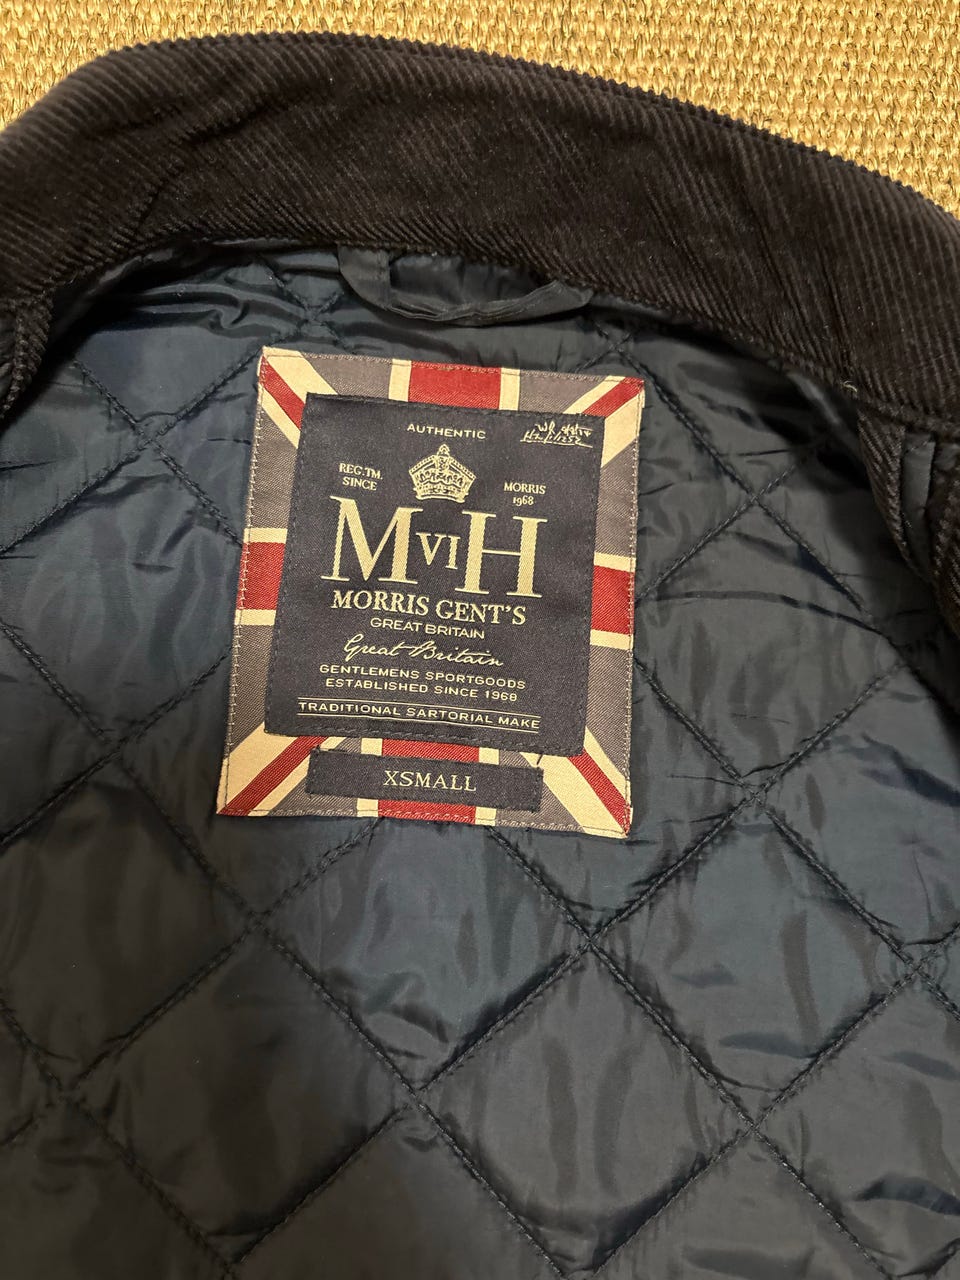 AUTHENTIC
REG.TM.
SINCE
MORRIS
1968
MVIH
MORRIS GENT'S
GREAT BRITAIN
Great Britain
GENTLEMENS SPORTGOODS
ESTABLISHED SINCE 1968
TRADITIONAL SARTORIAL MAKE
XSMALL